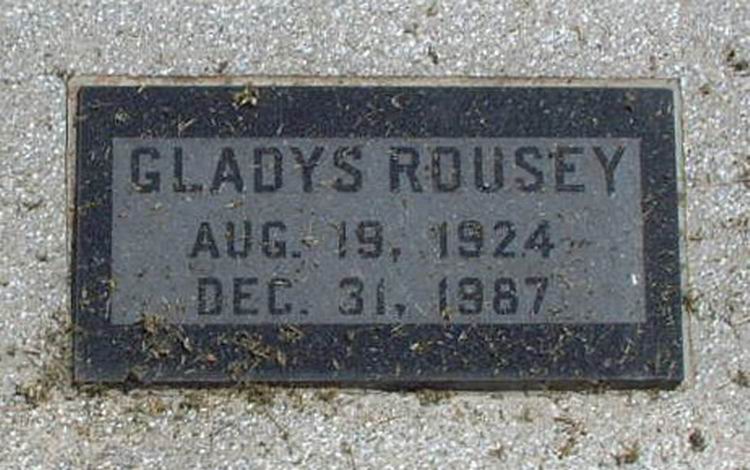 GLADYS ROUSEY
AUG. 19, 1924
DEC. 31, 1987